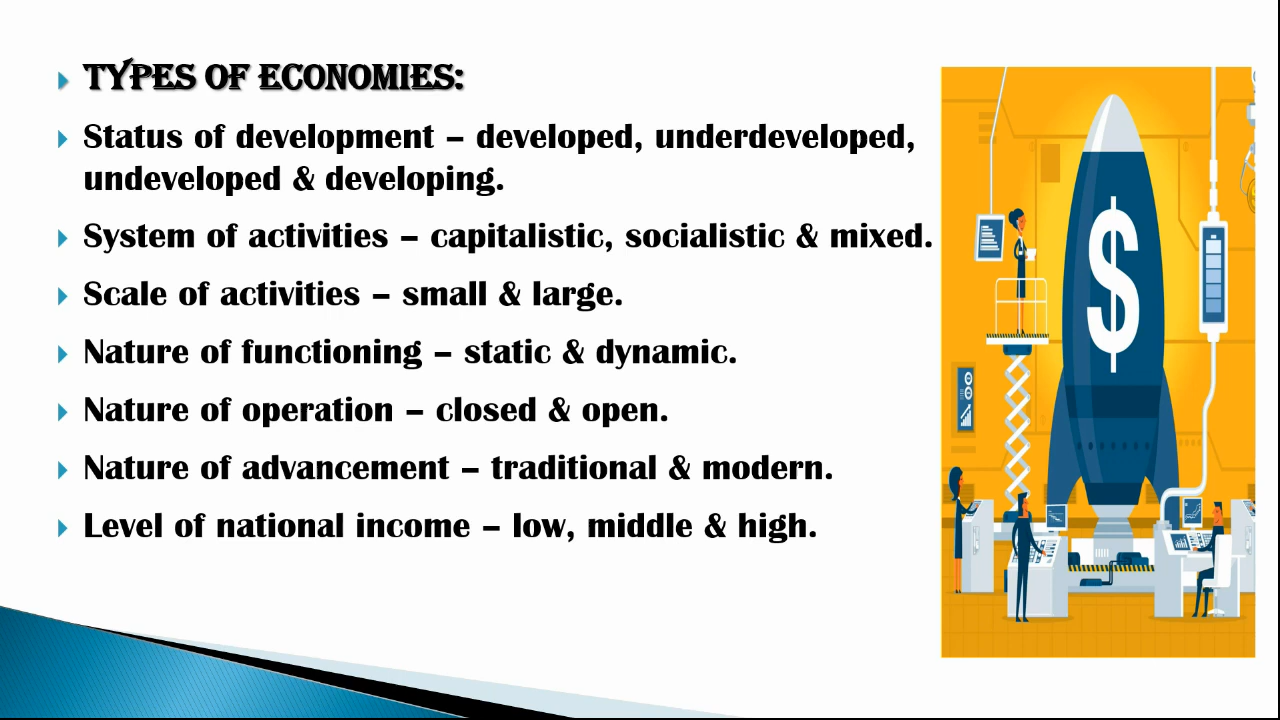 TYPES OF ECONOMIES:
Status of development – developed, underdeveloped,
undeveloped & developing.
System of activities – capitalistic, socialistic & mixed.
Scale of activities – small & large.
Nature of functioning – static & dynamic.
Nature of operation – closed & open.
Nature of advancement – traditional & modern.
Level of national income – low, middle & high.
$